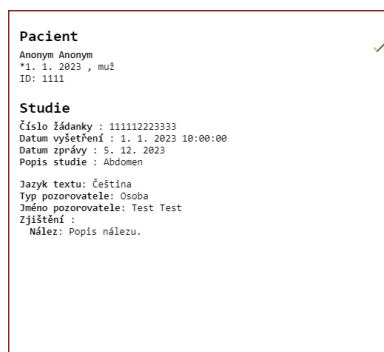 Pacient
Anonym Anonym
*1. 1. 2023 , muž
ID: 1111
Studie
Číslo žádanky : 111112223333
Datum vyšetření : 1. 1. 2023 10:00:00
Datum zprávy : 5. 12. 2023
Popis studie : Abdomen
Jazyk textu: Čeština
Typ pozorovatele: Osoba
Jméno pozorovatele: Test Test
Zjištění :
Nález: Popis nálezu.